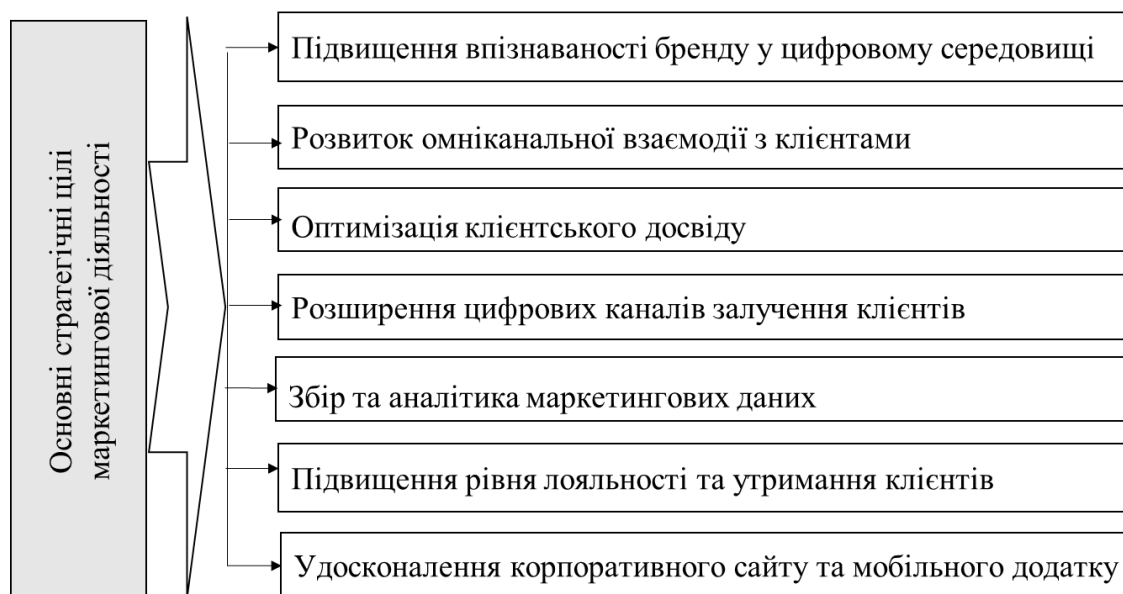 Основні стратегічні цілі
маркетингової діяльності
Підвищення впізнаваності бренду у цифровому середовищі
Розвиток омніканальної взаємодії з клієнтами
Оптимізація клієнтського досвіду
Розширення цифрових каналів залучення клієнтів
Збір та аналітика маркетингових даних
Підвищення рівня лояльності та утримання клієнтів
Удосконалення корпоративного сайту та мобільного додатку